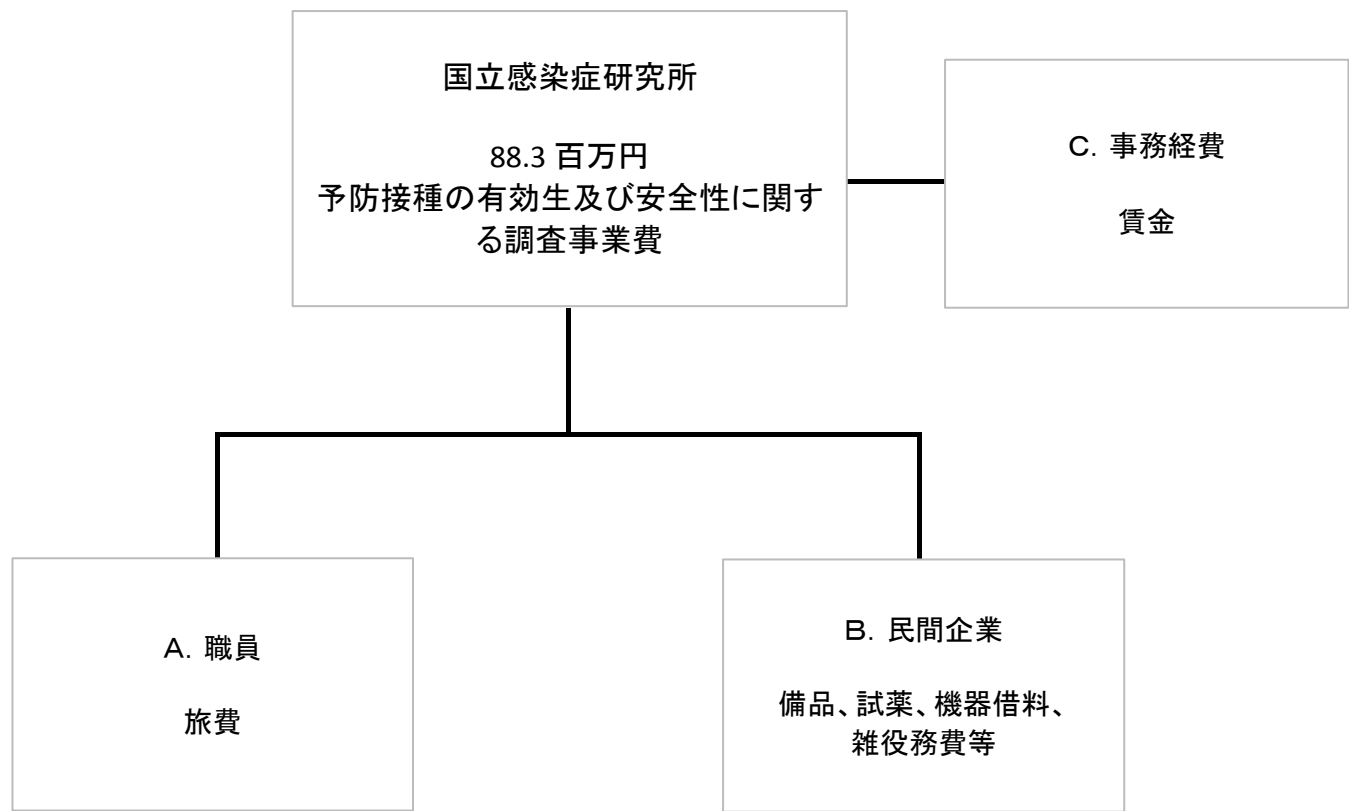 国立感染症研究所
88.3 百万円
予防接種の有効生及び安全性に関す
る調査事業費
C. 事務経費
賃金
A. 職員
旅費
B. 民間企業
備品、試薬、機器借料、
雑役務費等